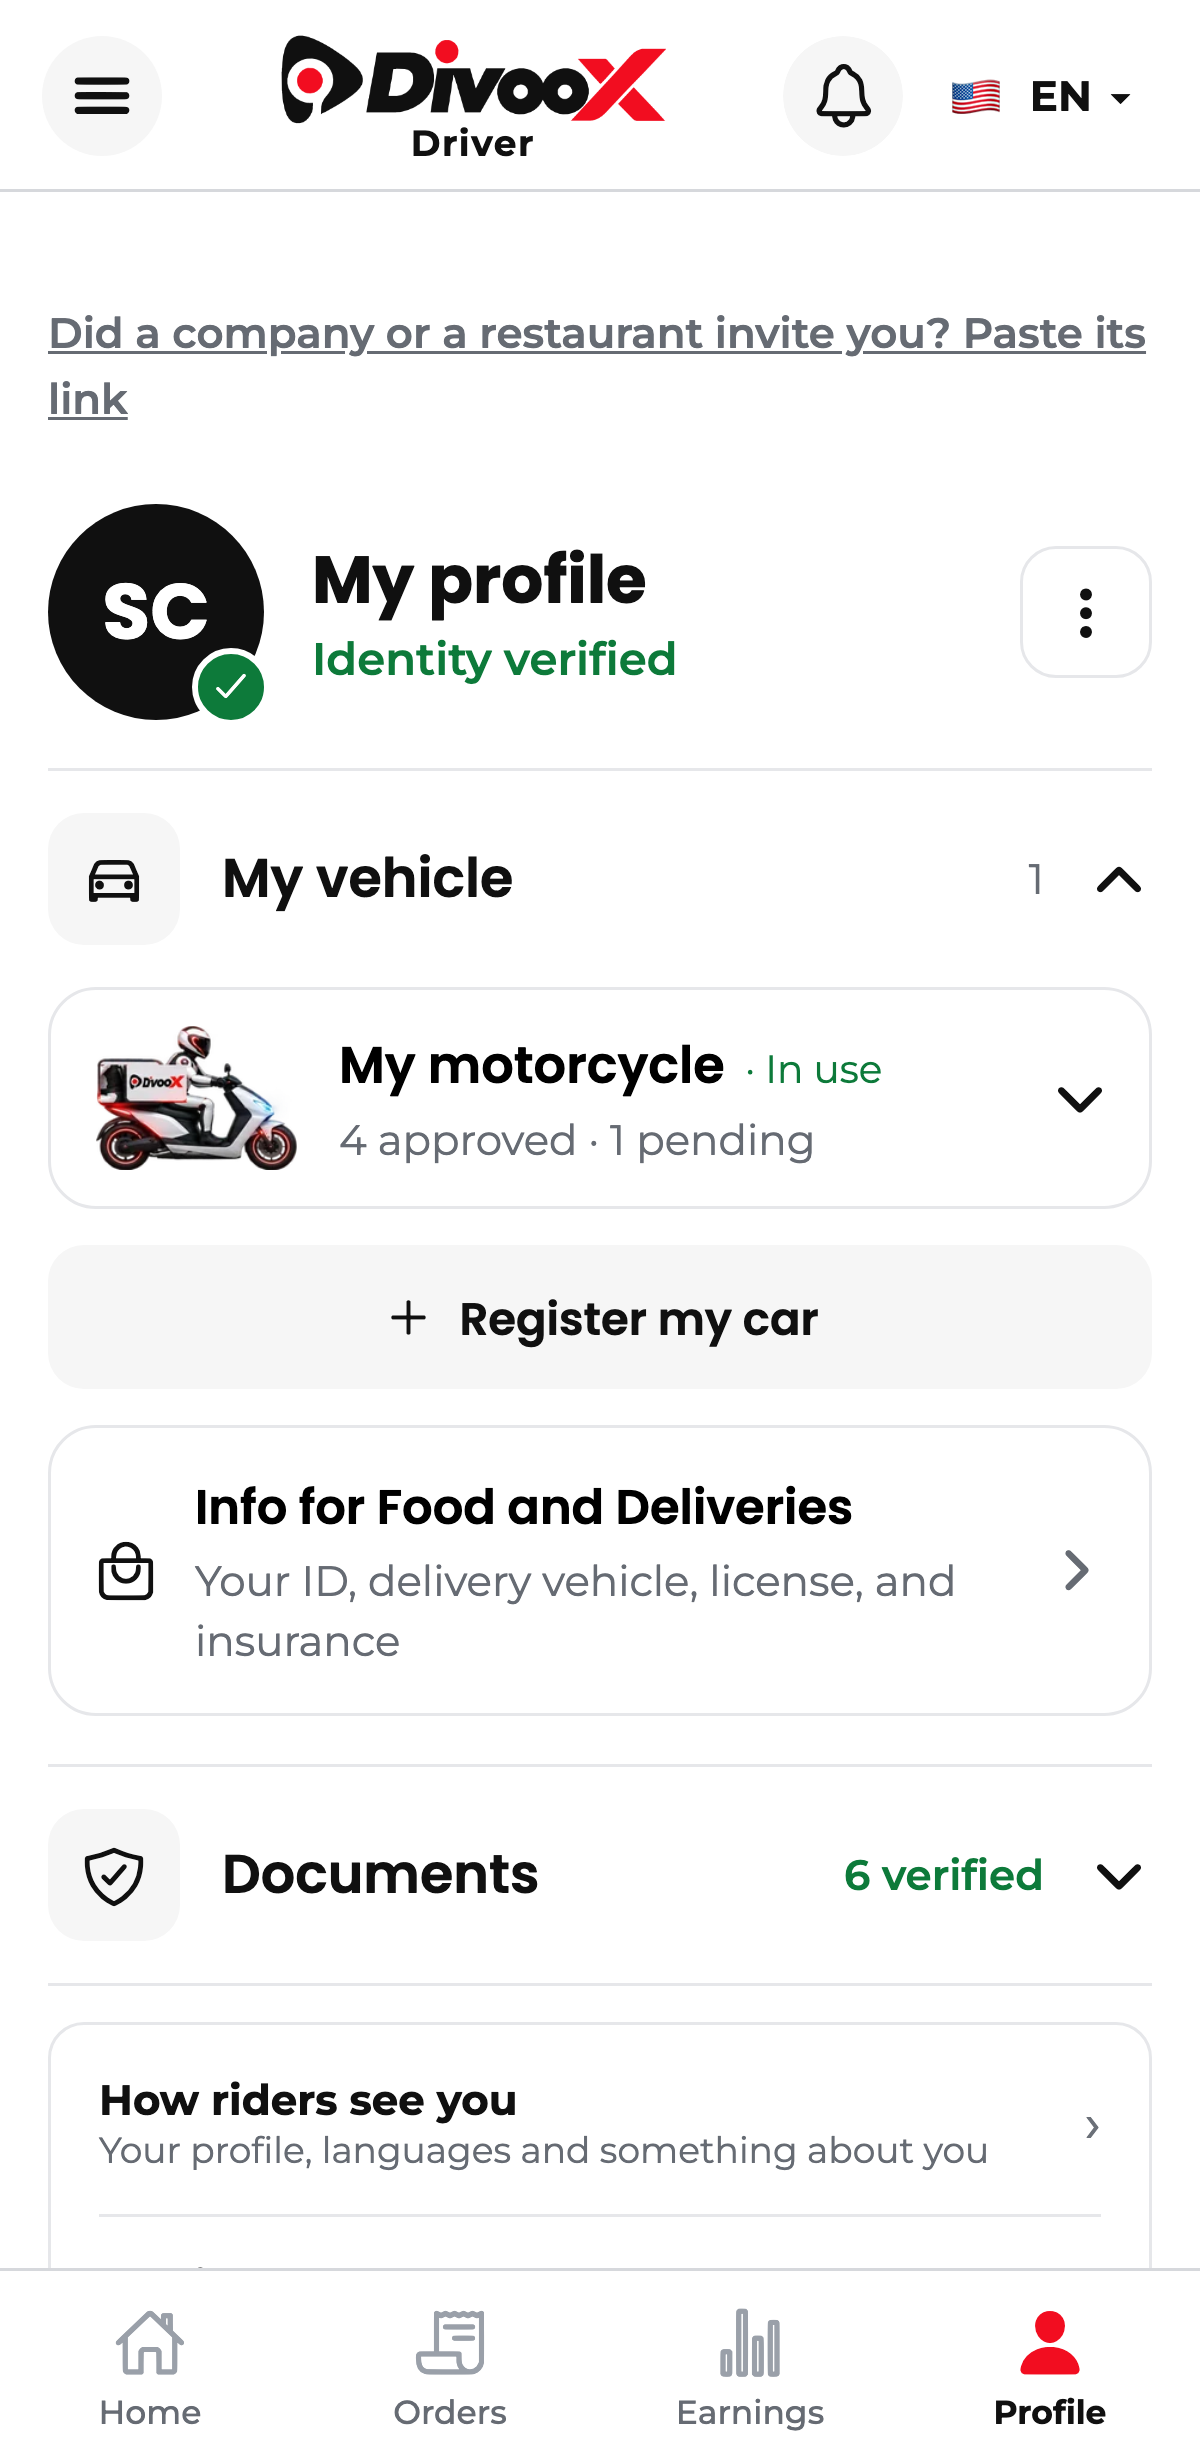 DivooX
Driver
EN
Did a company or a restaurant invite you? Paste its
link
SC
My profile
Identity verified
My vehicle
1
DivooX
My motorcycle · In use
4 approved · 1 pending
+ Register my car
Info for Food and Deliveries
Your ID, delivery vehicle, license, and
insurance
Documents
6 verified
How riders see you
Your profile, languages and something about you
Home
Orders
Earnings
Profile